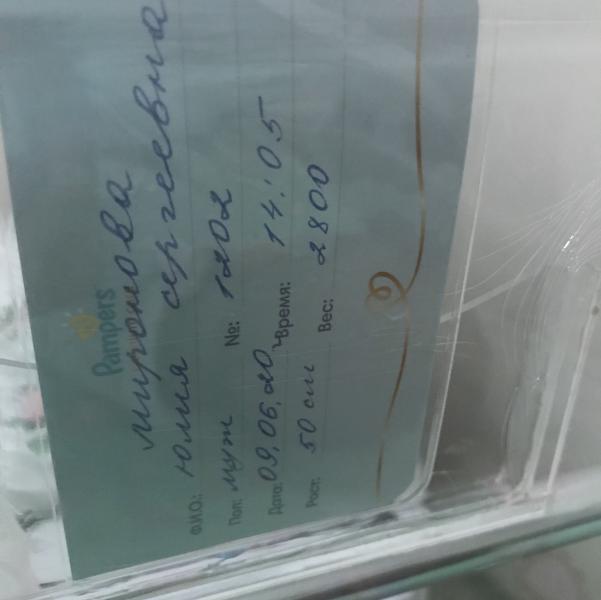 Pampers
Миронова
Ф.И.О.: Юлия Сергеевна
Пол: муж №: 1202
Дата: 09.06.20 Время: 14:05
Рост: 50 см Вес: 2800